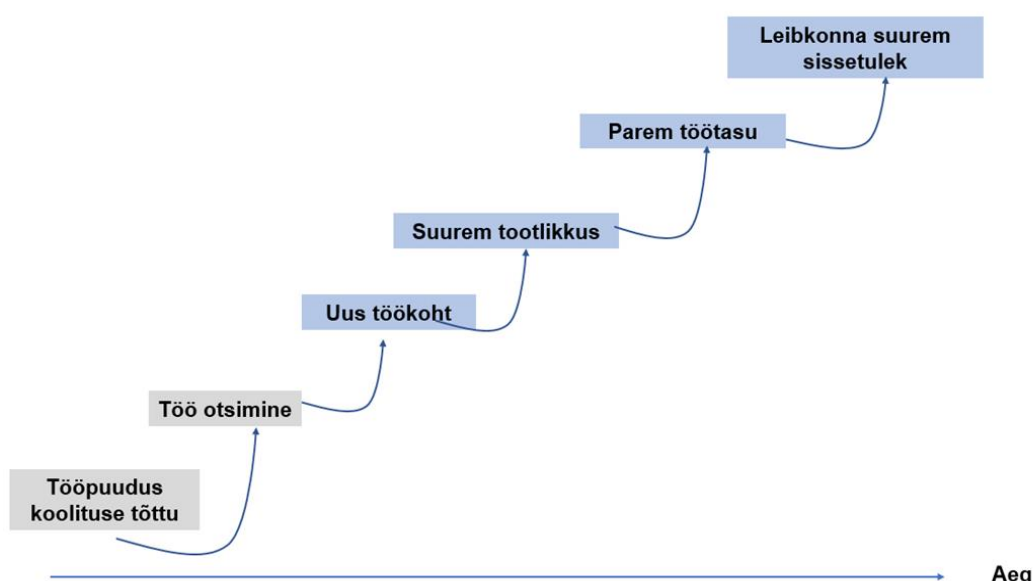 Leibkonna suurem
sissetulek
Parem töötasu
Suurem tootlikkus
Uus töökoht
Töö otsimine
Tööpuudus
koolituse tõttu
Aeg